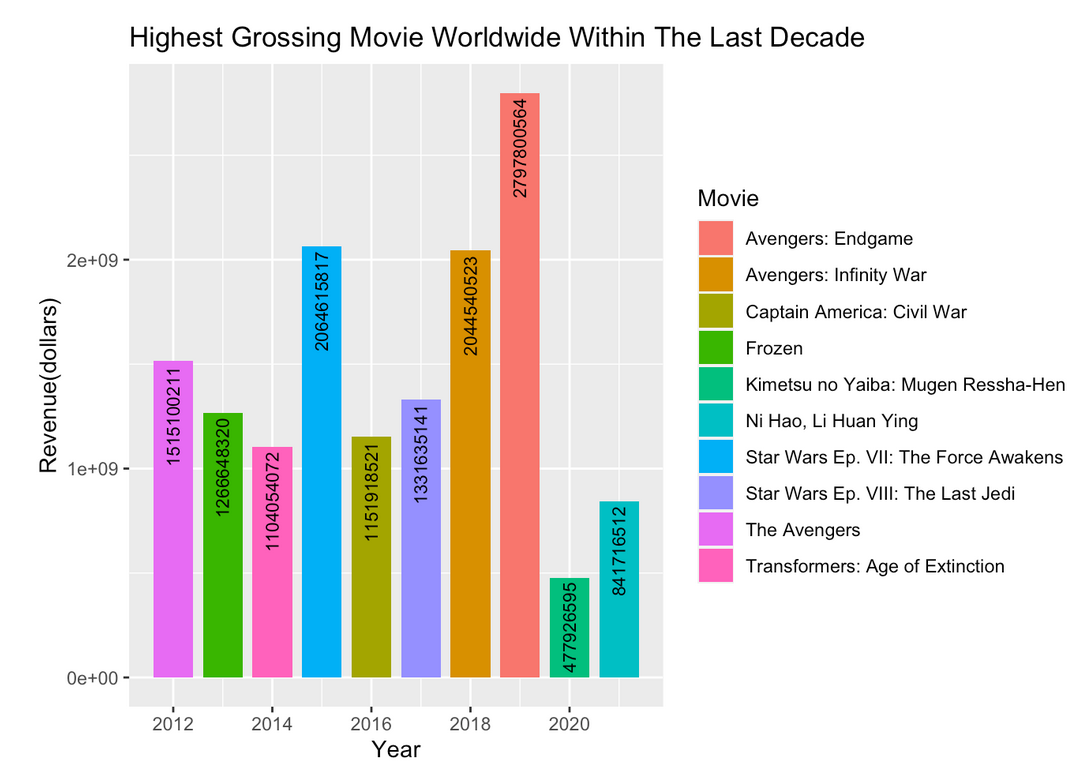 Highest Grossing Movie Worldwide Within The Last Decade
Revenue(dollars)
2e+09
1e+09
0e+00
1515100211
1266648320
1104054072
2064615817
1151918521
1331635141
2044540523
2797800564
477926595
841716512
2012
2014
2016
2018
2020
Year
Movie
Avengers: Endgame
Avengers: Infinity War
Captain America: Civil War
Frozen
Kimetsu no Yaiba: Mugen Ressha-Hen
Ni Hao, Li Huan Ying
Star Wars Ep. VII: The Force Awakens
Star Wars Ep. VIII: The Last Jedi
The Avengers
Transformers: Age of Extinction